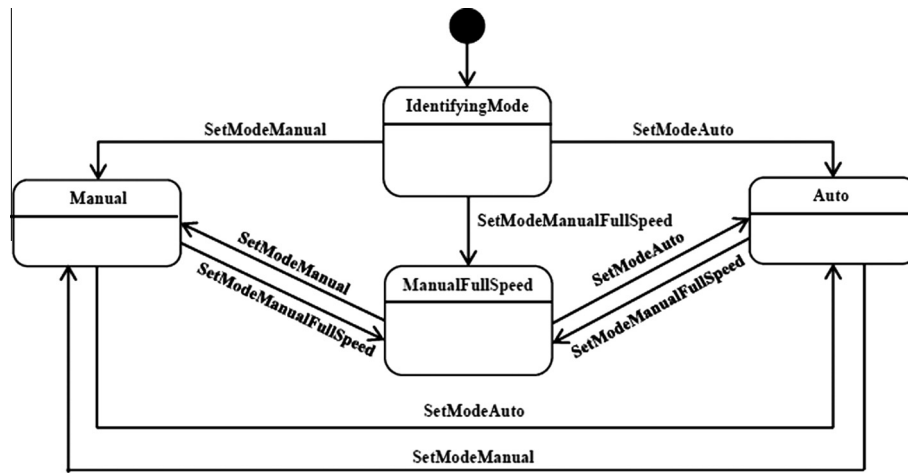 IdentifyingMode
SetModeManual
SetModeAuto
Manual
Auto
SetModeManualFullSpeed
SetModeManual
SetModeAuto
ManualFullSpeed
SetModeManualFullSpeed
SetModeManualFullSpeed
SetModeAuto
SetModeManual